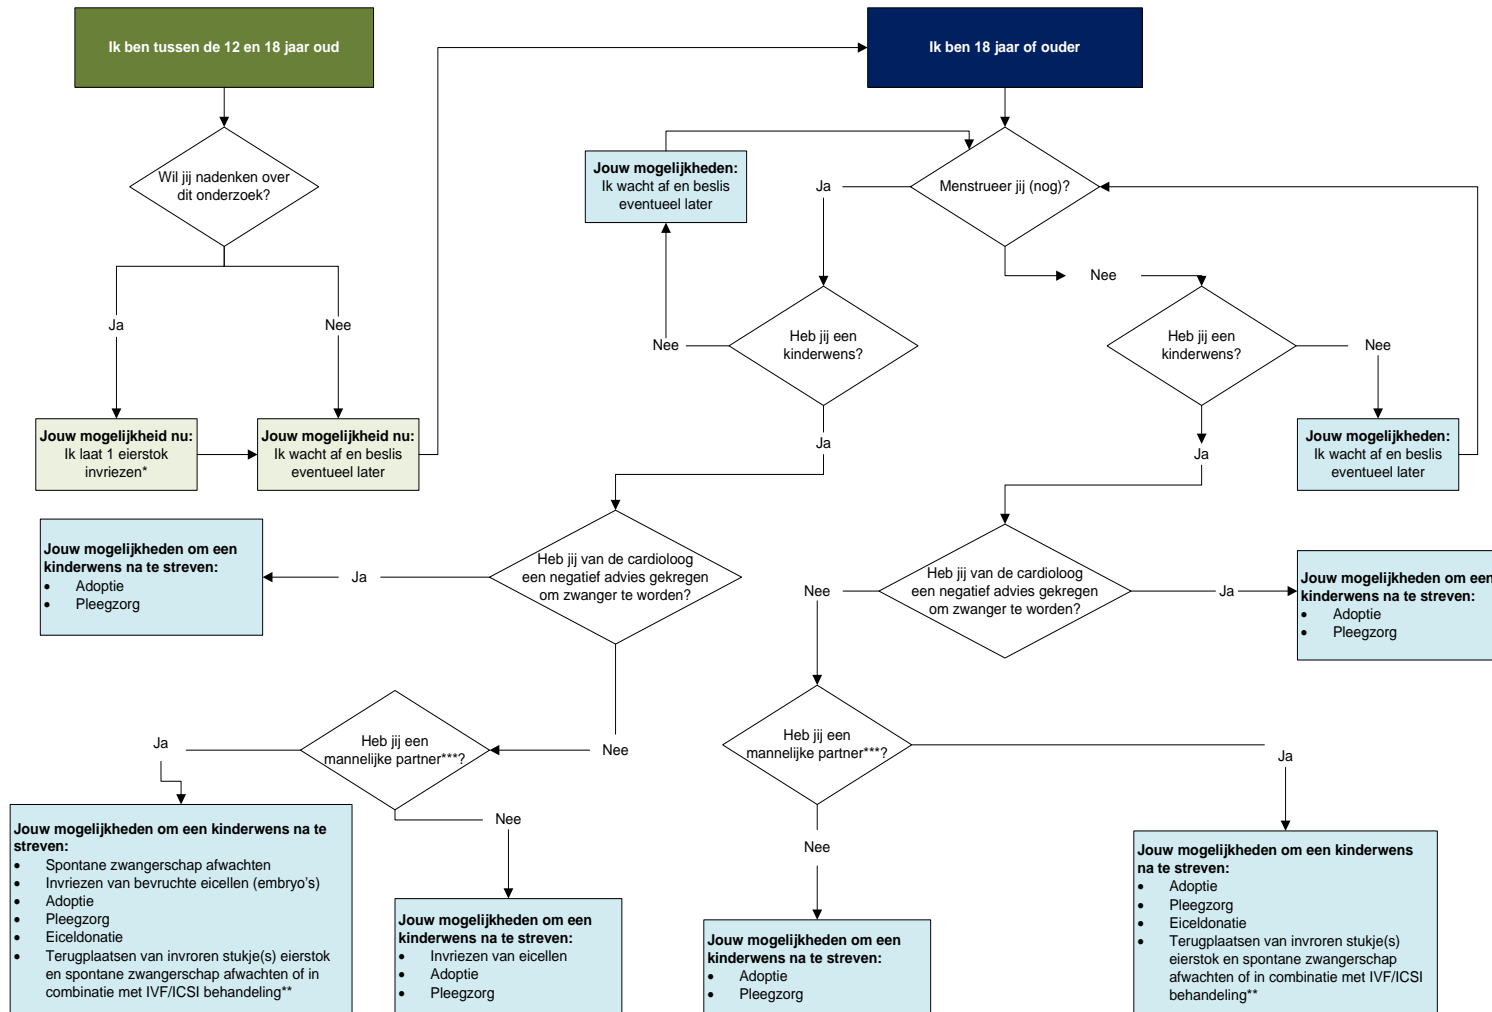 Ik ben tussen de 12 en 18 jaar oud
Ik ben 18 jaar of ouder
Wil jij nadenken over
dit onderzoek?
Jouw mogelijkheden:
Ik wacht af en beslis
eventueel later
Ja
Menstrueer jij (nog)?
Nee
Ja
Nee
Heb jij een
kinderwens?
Nee
Heb jij een
kinderwens?
Nee
Jouw mogelijkheid nu:
Ik laat 1 eierstok
invriezen*
Jouw mogelijkheid nu:
Ik wacht af en beslis
eventueel later
Ja
Ja
Jouw mogelijkheden:
Ik wacht af en beslis
eventueel later
Jouw mogelijkheden om een
kinderwens na te streven:
• Adoptie
• Pleegzorg
Ja
Heb jij van de cardioloog
een negatief advies gekregen
om zwanger te worden?
Nee
Heb jij van de cardioloog
een negatief advies gekregen
om zwanger te worden?
Ja
Jouw mogelijkheden om een
kinderwens na te streven:
• Adoptie
• Pleegzorg
Ja
Heb jij een
mannelijke partner***?
Nee
Heb jij een
mannelijke partner***?
Ja
Nee
Nee
Jouw mogelijkheden om een kinderwens na te
streven:
• Spontane zwangerschap afwachten
• Invriezen van bevruchte eicellen (embryo's)
• Adoptie
• Pleegzorg
• Eiceldonatie
• Terugplaatsen van invroren stukje(s) eierstok
en spontane zwangerschap afwachten of in
combinatie met IVF/ICSI behandeling**
Jouw mogelijkheden om een
kinderwens na te streven:
• Invriezen van eicellen
• Adoptie
• Pleegzorg
Jouw mogelijkheden om een
kinderwens na te streven:
• Adoptie
• Pleegzorg
Jouw mogelijkheden om een kinderwens
na te streven:
• Adoptie
• Pleegzorg
• Eiceldonatie
• Terugplaatsen van invroren stukje(s)
eierstok en spontane zwangerschap
afwachten of in combinatie met IVF/ICSI
behandeling**